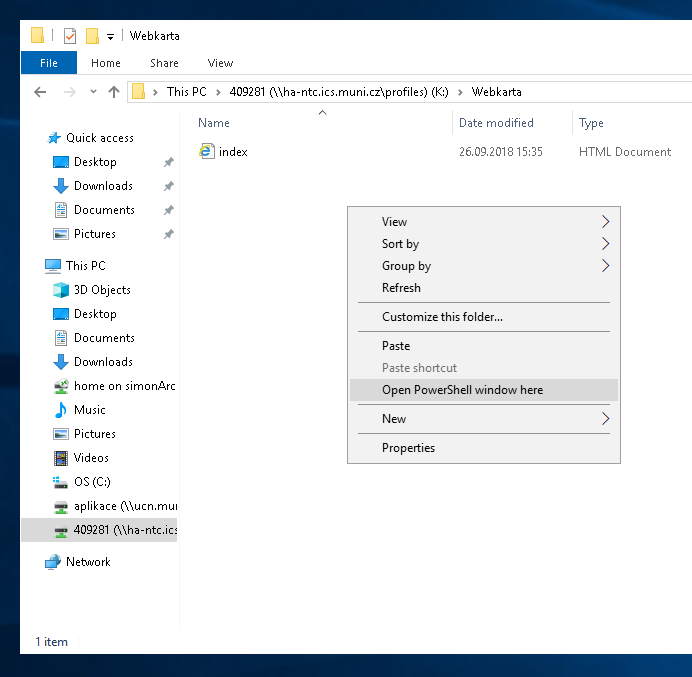 Webkarta
File Home Share View
This PC 409281 (\\ha-ntc.ics.muni.cz\profiles) (K:) Webkarta
Name Date modified Type
index 26.09.2018 15:35 HTML Document
Quick access
Desktop
Downloads
Documents
Pictures
This PC
3D Objects
Desktop
Documents
Downloads
home on simonArc
Music
Pictures
Videos
OS (C:)
aplikace (\\ucn.mu
409281 (\\ha-ntc.ics
Network
View
Sort by
Group by
Refresh
Customize this folder...
Paste
Paste shortcut
Open PowerShell window here
New
Properties
1 item